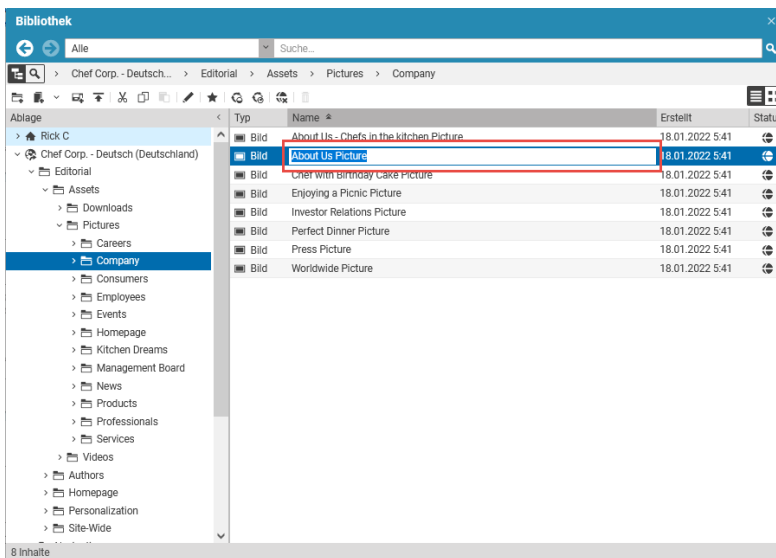 Bibliothek
Alle
Suche...
Chef Corp. - Deutsch... > Editorial > Assets > Pictures > Company
Ablage
Typ Name Erstellt Statu
Rick C
Chef Corp. - Deutsch (Deutschland)
Editorial
Assets
Downloads
Pictures
Careers
Company
Consumers
Employees
Events
Homepage
Kitchen Dreams
Management Board
News
Products
Professionals
Services
Videos
Authors
Homepage
Personalization
Site-Wide
Bild About Us - Chefs in the kitchen Picture 18.01.2022 5:41
Bild About Us Picture 18.01.2022 5:41
Bild Chef with Birthday Cake Picture 18.01.2022 5:41
Bild Enjoying a Picnic Picture 18.01.2022 5:41
Bild Investor Relations Picture 18.01.2022 5:41
Bild Perfect Dinner Picture 18.01.2022 5:41
Bild Press Picture 18.01.2022 5:41
Bild Worldwide Picture 18.01.2022 5:41
8 Inhalte